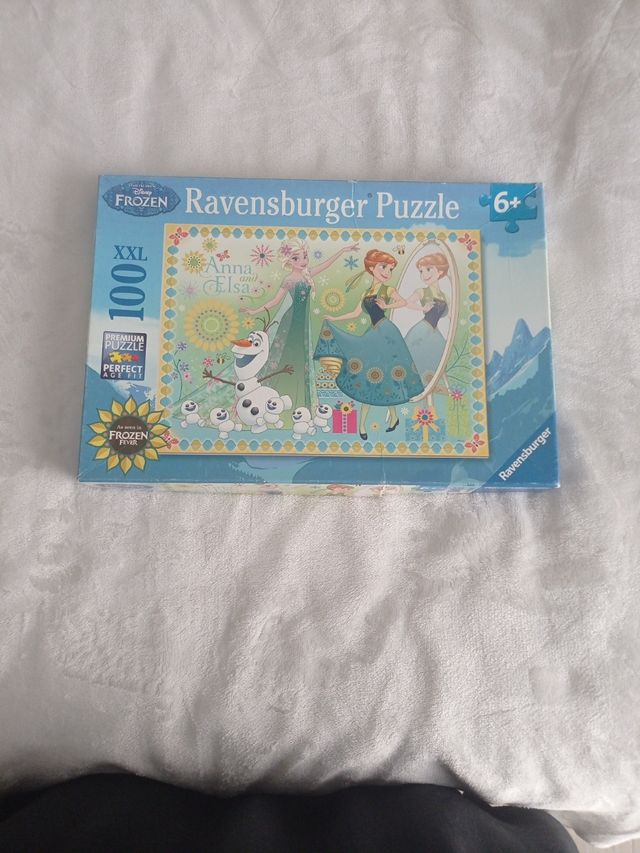 Disney
FROZEN
Ravensburger® Puzzle
6+
XXL
100
Anna
and
Elsa
PREMIUM
PUZZLE
PERFECT
AGE FIT
As seen in
FROZEN
FEVER
Ravensburger